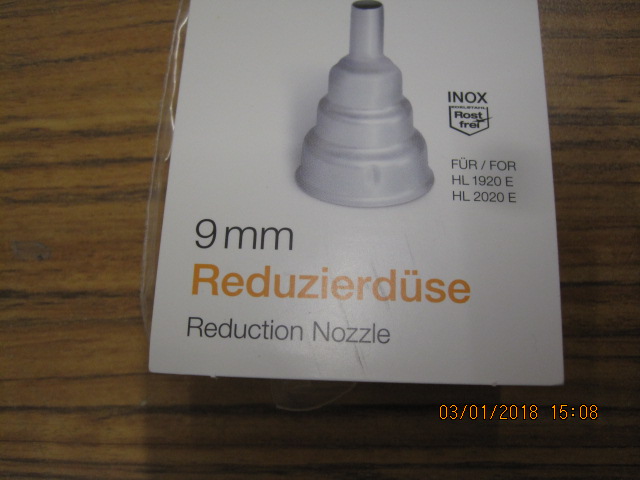 INOX
EDELSTAHL
Rost
frei
FÜR / FOR
HL 1920 E
HL 2020 E
9 mm
Reduzierdüse
Reduction Nozzle
03/01/2018 15:08